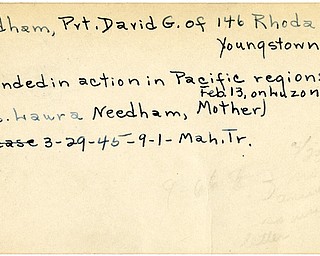 dham, Pvt. David G. of 146 Rhoda
Youngstown
nded in action in Pacific region:
Feb. 13, on Luzon
. Laura Needham, Mother)
ease 3-29-45-9-1- Mah. Tr.